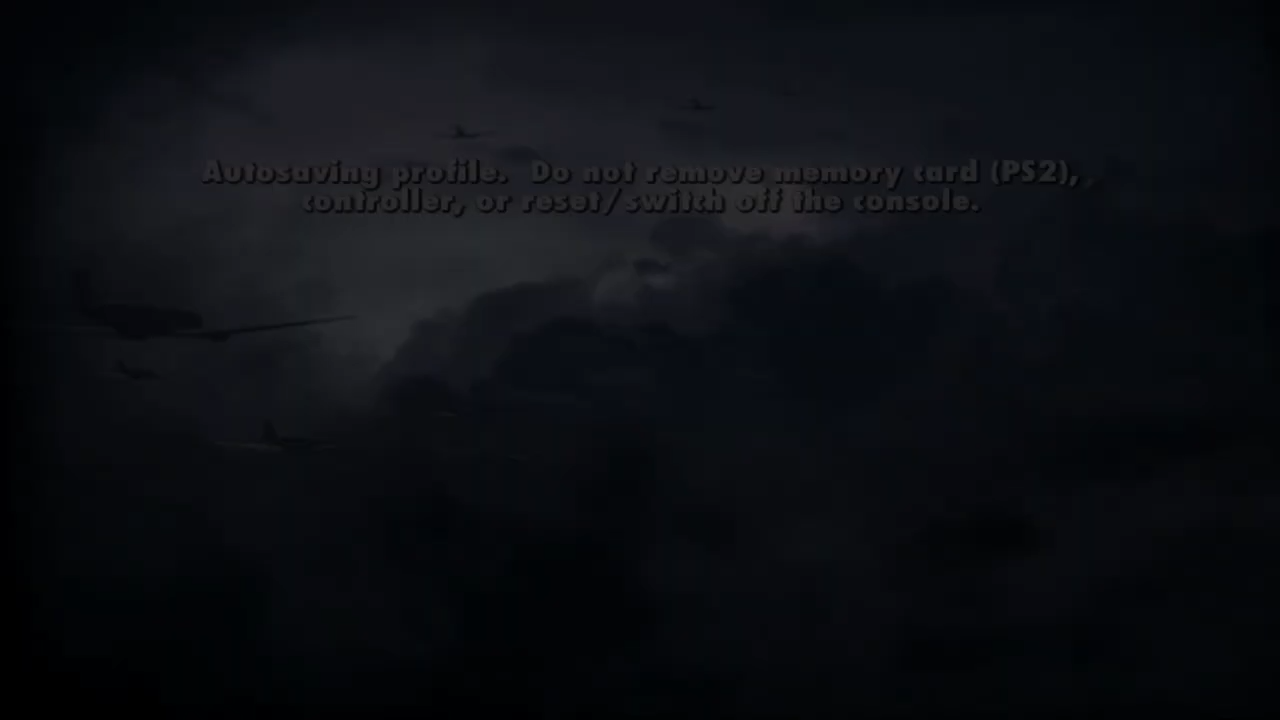 Autosaving profile. Do not remove memory card (PS2),
controller, or reset/switch off the console.